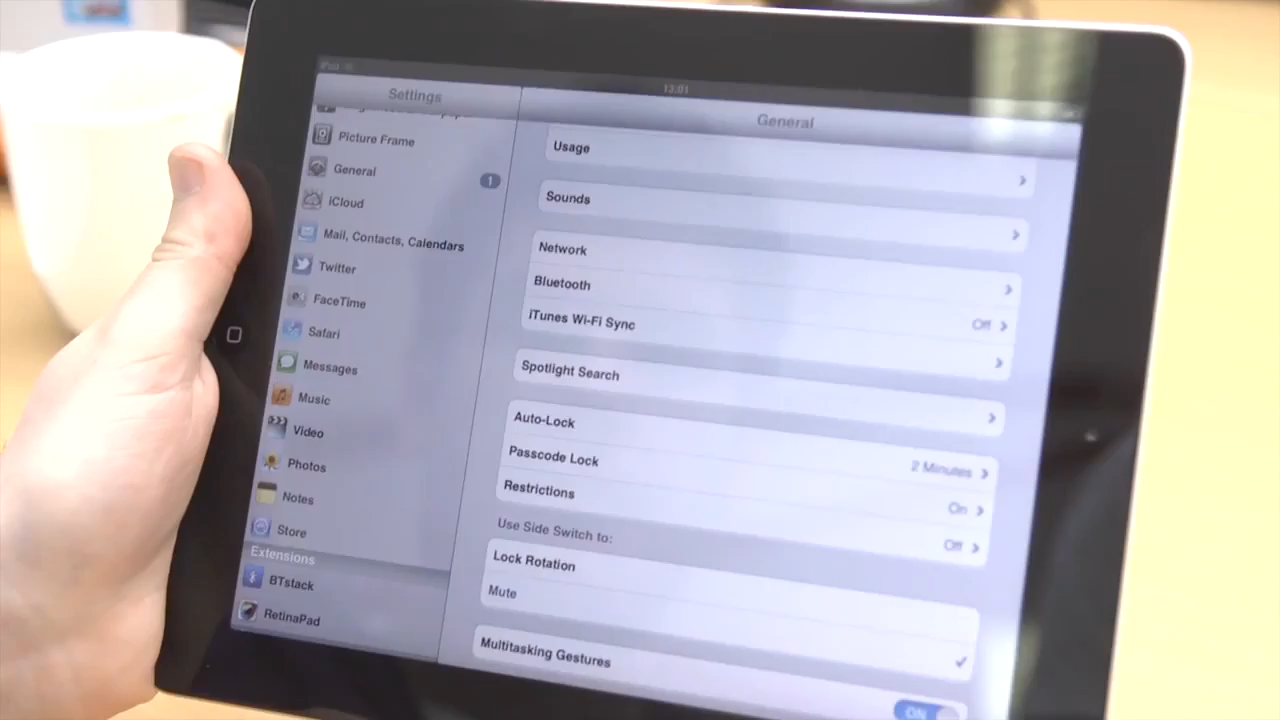 iPad
13:01
Settings
General
Picture Frame
General 1
iCloud
Mail, Contacts, Calendars
Twitter
FaceTime
Safari
Messages
Music
Video
Photos
Notes
Store
Extensions
BTstack
RetinaPad
Usage
Sounds
Network
Bluetooth Off
iTunes Wi-Fi Sync
Spotlight Search
Auto-Lock 2 Minutes
Passcode Lock On
Restrictions Off
Use Side Switch to:
Lock Rotation
Mute
Multitasking Gestures ON